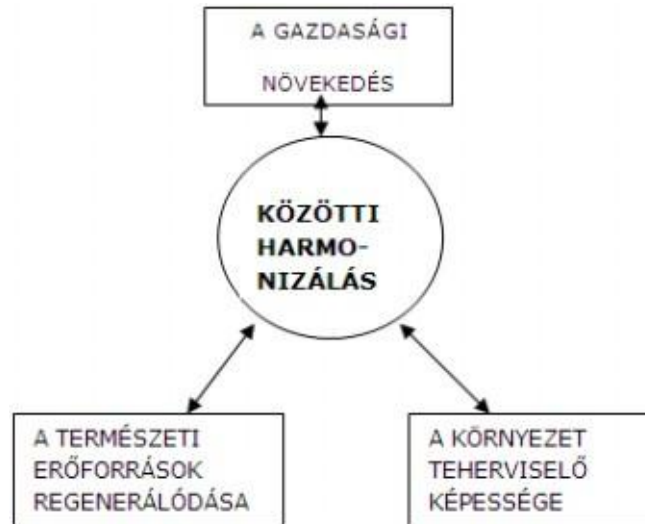 A GAZDASÁGI
NÖVEKEDÉS
KÖZÖTTI
HARMO-
NIZÁLÁS
A TERMÉSZETI
ERŐFORRÁSOK
REGENERÁLÓDÁSA
A KÖRNYEZET
TEHERVISELŐ
KÉPESSÉGE